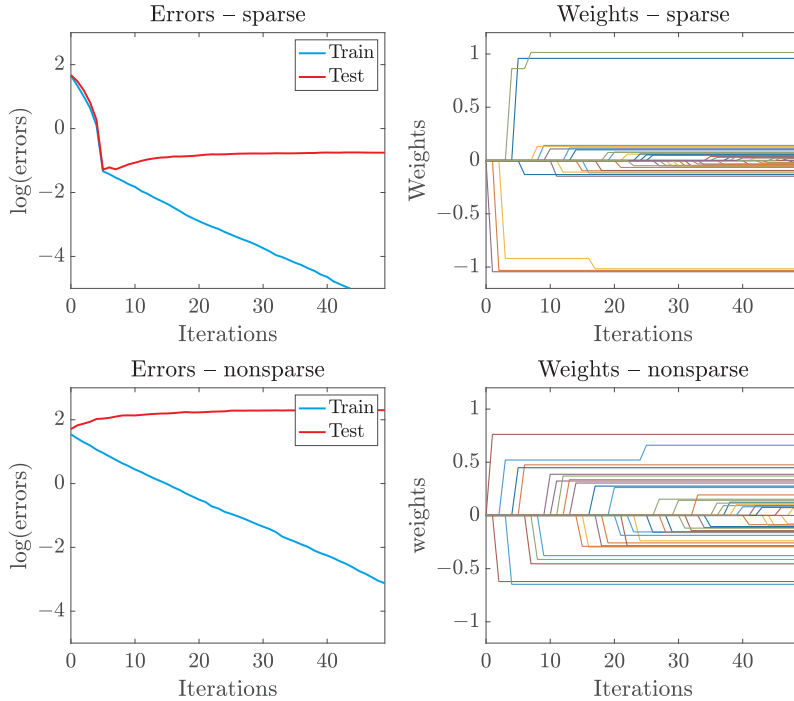 Errors – sparse
2
0
−2
−4
log(errors)
Train
Test
0 10 20 30 40
Iterations
Weights – sparse
1
0.5
0
−0.5
−1
Weights
0 10 20 30 40
Iterations
Errors – nonsparse
2
0
−2
−4
log(errors)
Train
Test
0 10 20 30 40
Iterations
Weights – nonsparse
1
0.5
0
−0.5
−1
weights
0 10 20 30 40
Iterations